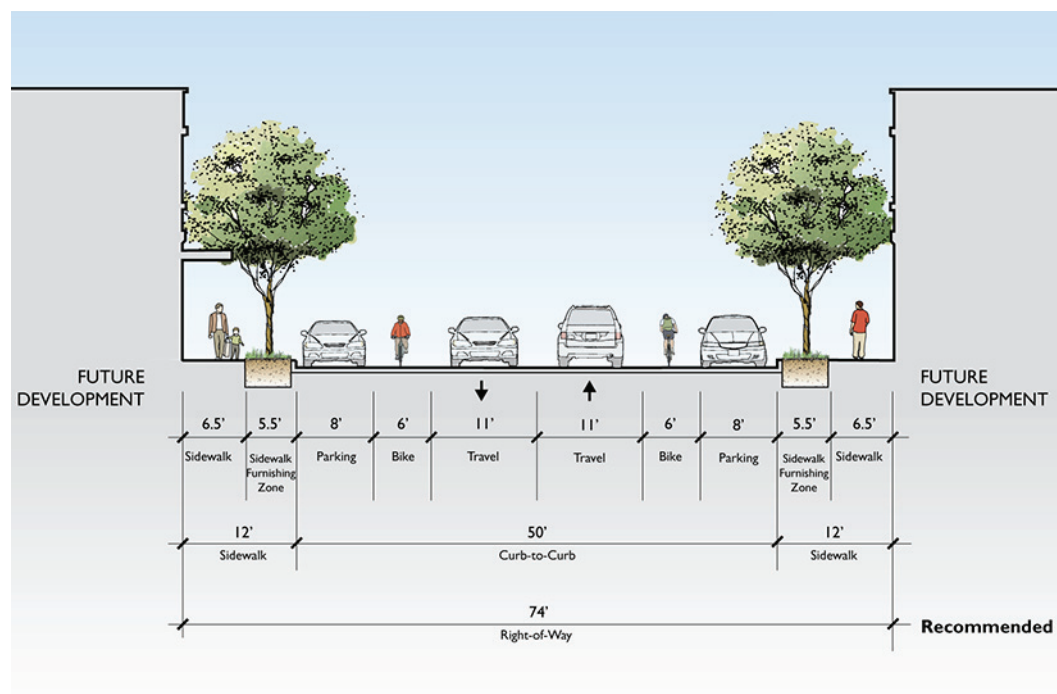 FUTURE
DEVELOPMENT
FUTURE
DEVELOPMENT
6.5' 5.5' 8' 6' 11' 11' 6' 8' 5.5' 6.5'
Sidewalk Sidewalk Furnishing Zone Parking Bike Travel Travel Bike Parking Sidewalk Furnishing Zone Sidewalk
12' 50' 12'
Sidewalk Curb-to-Curb Sidewalk
74'
Right-of-Way
Recommended